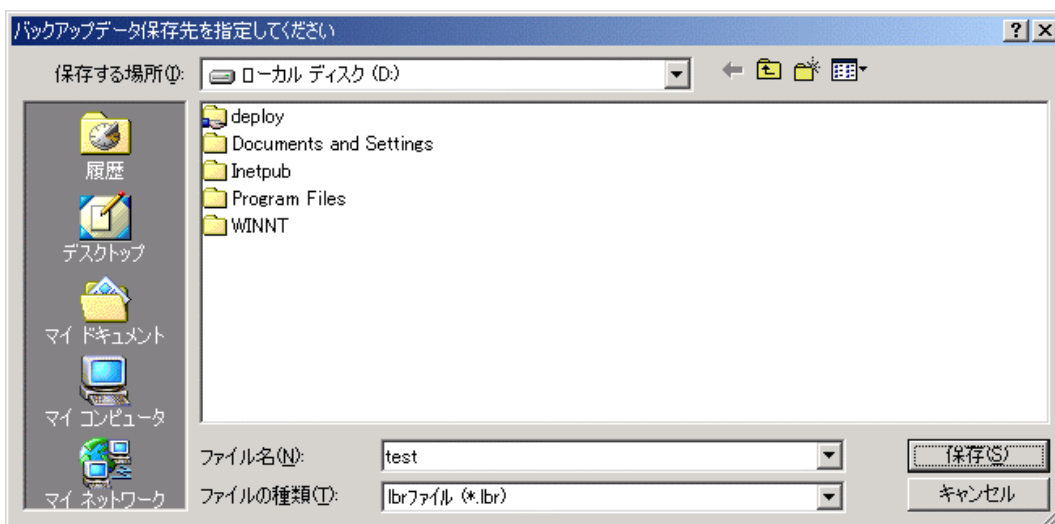 バックアップデータ保存先を指定してください
保存する場所(I): ローカル ディスク (D:)
deploy
Documents and Settings
Inetpub
Program Files
WINNT
履歴
デスクトップ
マイ ドキュメント
マイ コンピュータ
マイ ネットワーク
ファイル名(N): test 保存(S)
ファイルの種類(T): lbrファイル (*.lbr) キャンセル